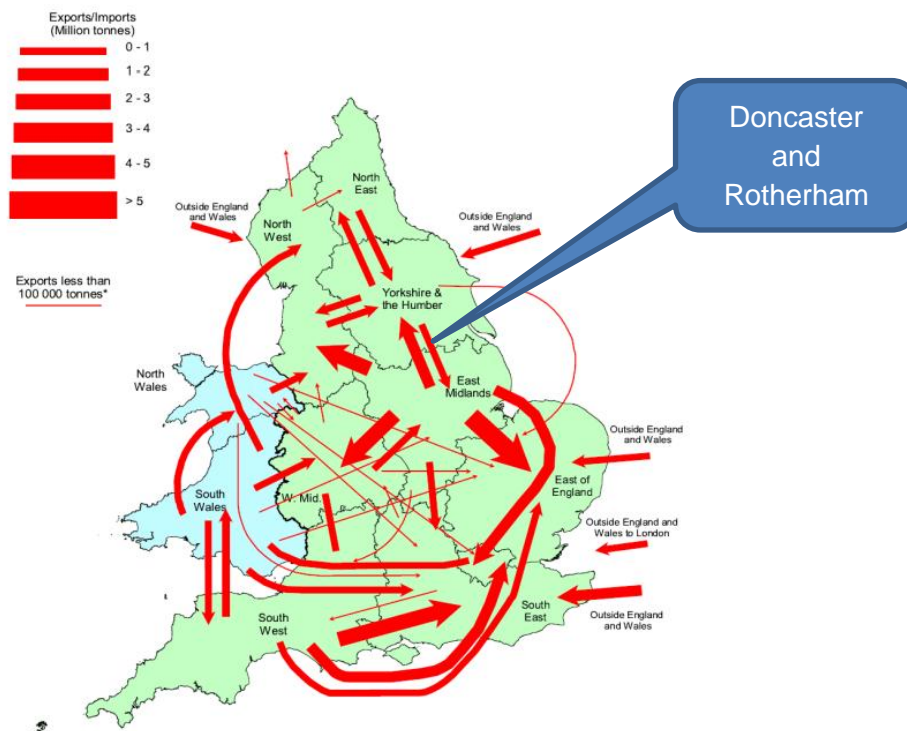 Exports/Imports
(Million tonnes)
0 - 1
1 - 2
2 - 3
3 - 4
4 - 5
> 5
Exports less than
100 000 tonnes*
Doncaster
and
Rotherham
North
East
Outside England
and Wales
North
West
Outside England
and Wales
Yorkshire &
the Humber
North
Wales
East
Midlands
Outside England
and Wales
East of
England
South
Wales
W. Mid.
Outside England and
Wales to London
South
West
South
East
Outside England
and Wales